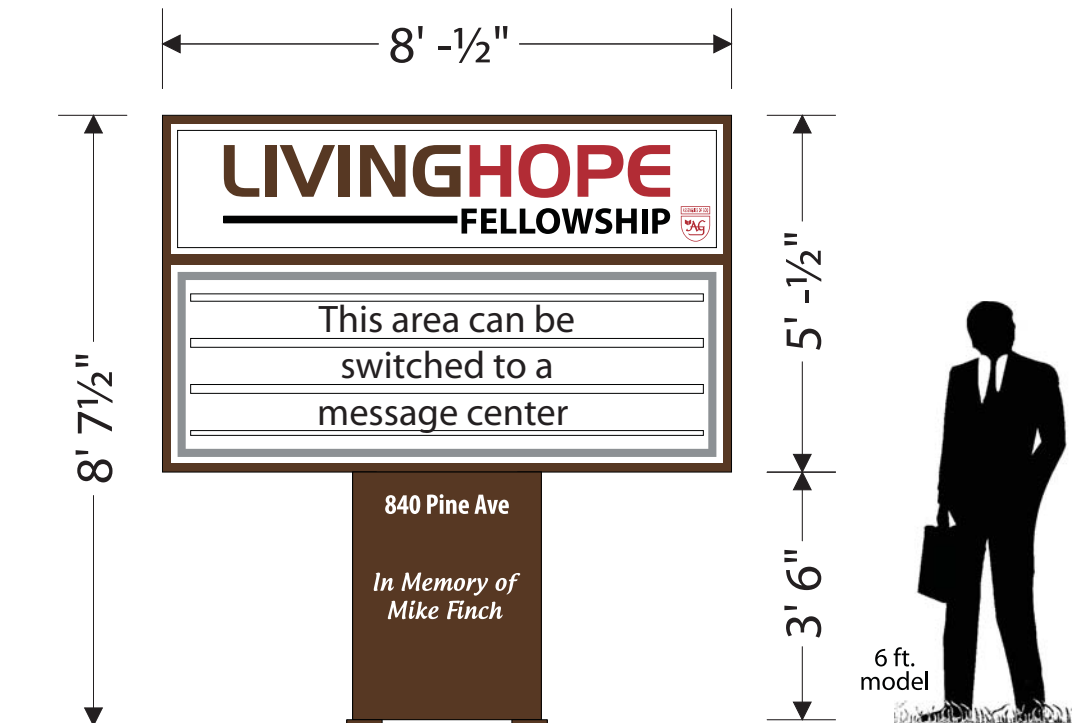 8' -½"
LIVINGHOPE
FELLOWSHIP
AG
This area can be
switched to a
message center
8' 7½"
5' -½"
840 Pine Ave
In Memory of
Mike Finch
3' 6"
6 ft.
model